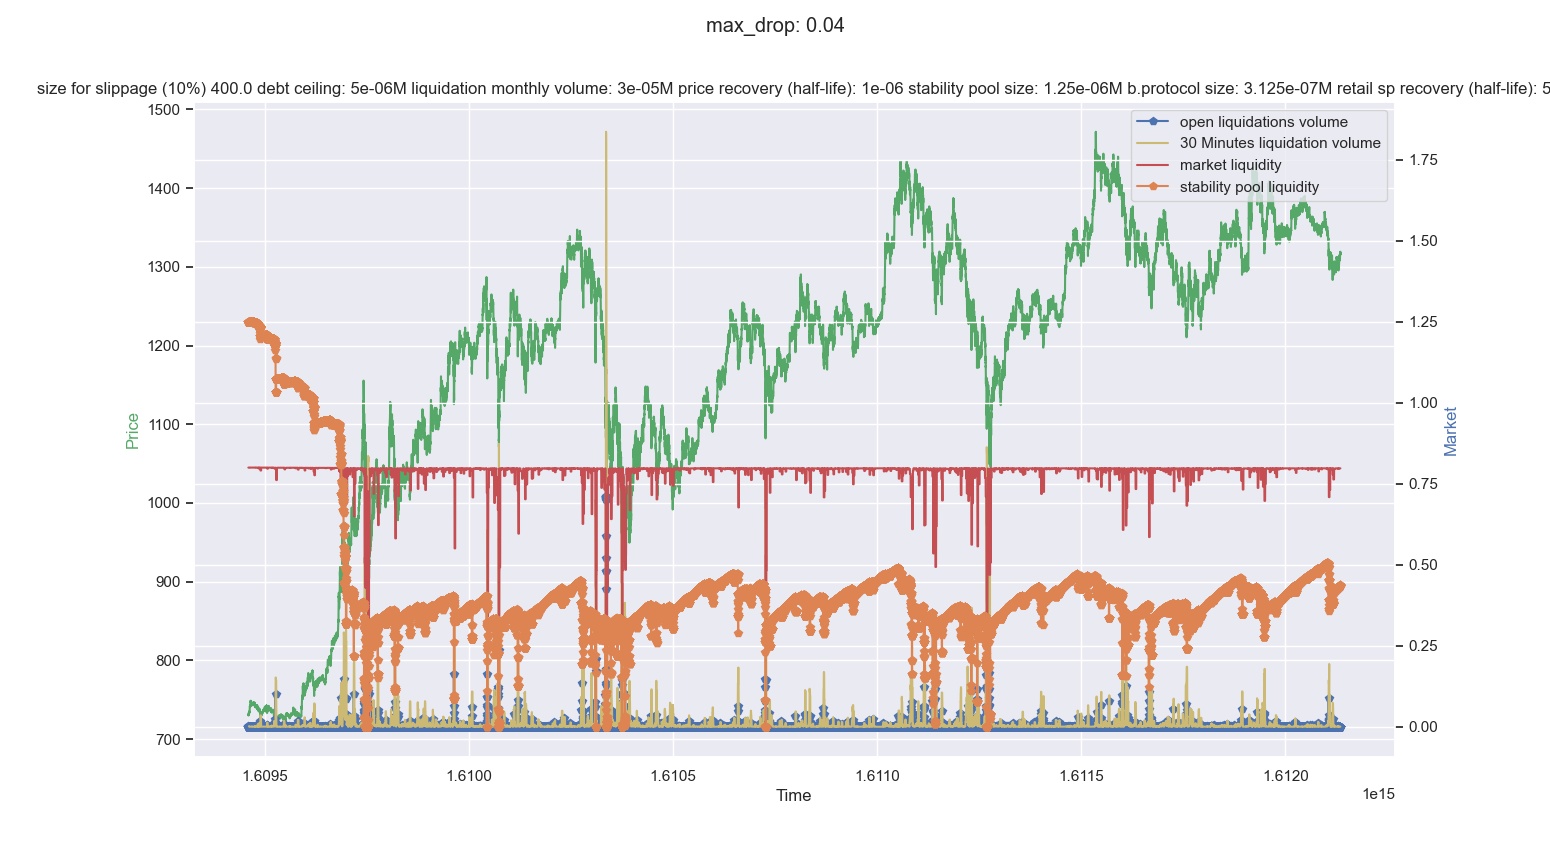 max_drop: 0.04
size for slippage (10%) 400.0 debt ceiling: 5e-06M liquidation monthly volume: 3e-05M price recovery (half-life): 1e-06 stability pool size: 1.25e-06M b.protocol size: 3.125e-07M retail sp recovery (half-life): 5
1500
1400
1300
1200
1100
1000
900
800
700
Price
open liquidations volume
30 Minutes liquidation volume
market liquidity
stability pool liquidity
1.75
1.50
1.25
1.00
0.75
0.50
0.25
0.00
Market
1.6095
1.6100
1.6105
1.6110
1.6115
1.6120
Time
1e15